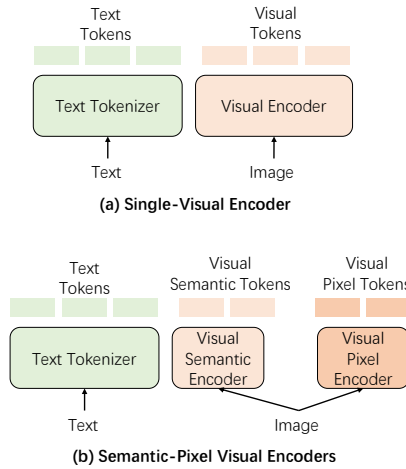 Text
Tokens
Visual
Tokens
Text Tokenizer
Visual Encoder
Text
Image
(a) Single-Visual Encoder
Text
Tokens
Visual
Semantic Tokens
Visual
Pixel Tokens
Text Tokenizer
Visual
Semantic
Encoder
Visual
Pixel
Encoder
Text
Image
(b) Semantic-Pixel Visual Encoders